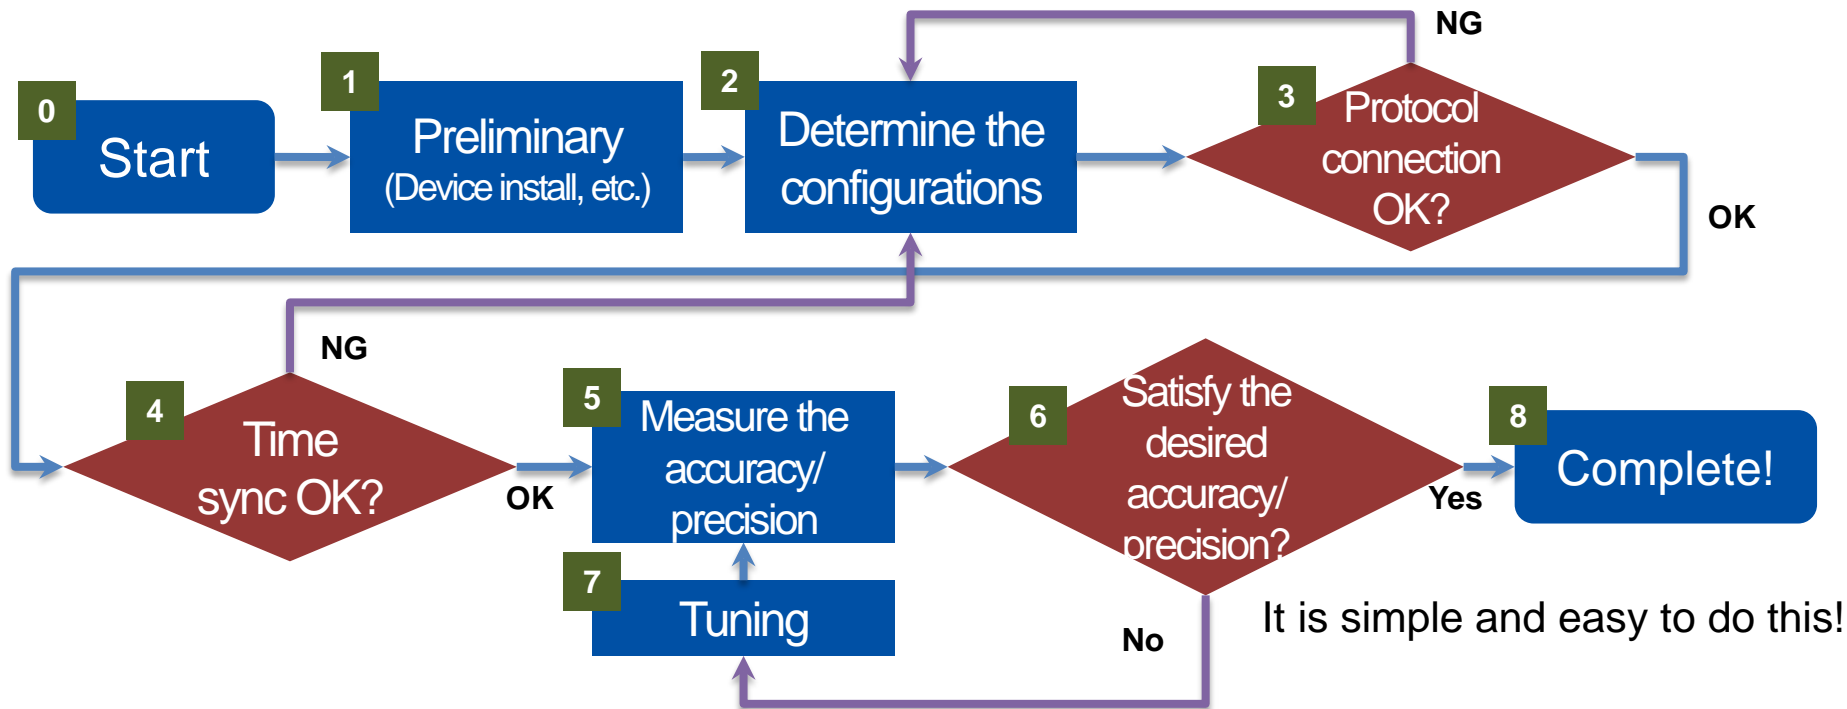 0
Start
1
Preliminary
(Device install, etc.)
2
Determine the
configurations
3
Protocol
connection
OK?
NG
OK
4
Time
sync OK?
NG
OK
5
Measure the
accuracy/
precision
6
Satisfy the
desired
accuracy/
precision?
Yes
No
7
Tuning
8
Complete!
It is simple and easy to do this!